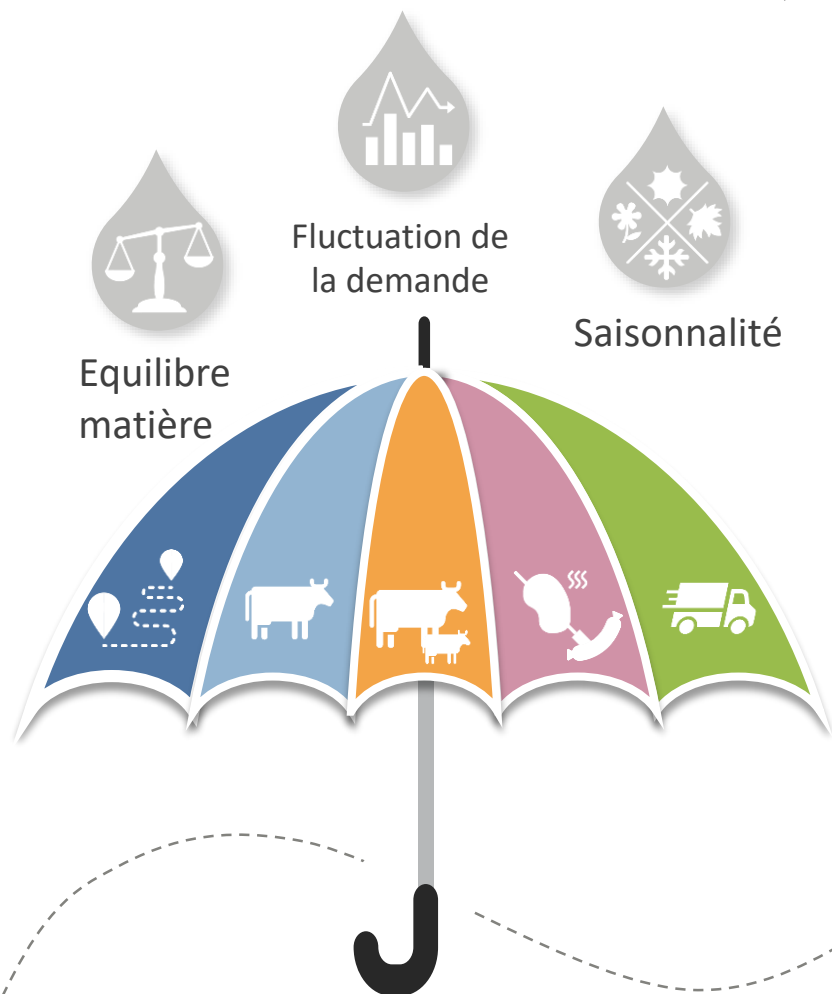 Fluctuation de
la demande
Saisonnalité
Equilibre
matière